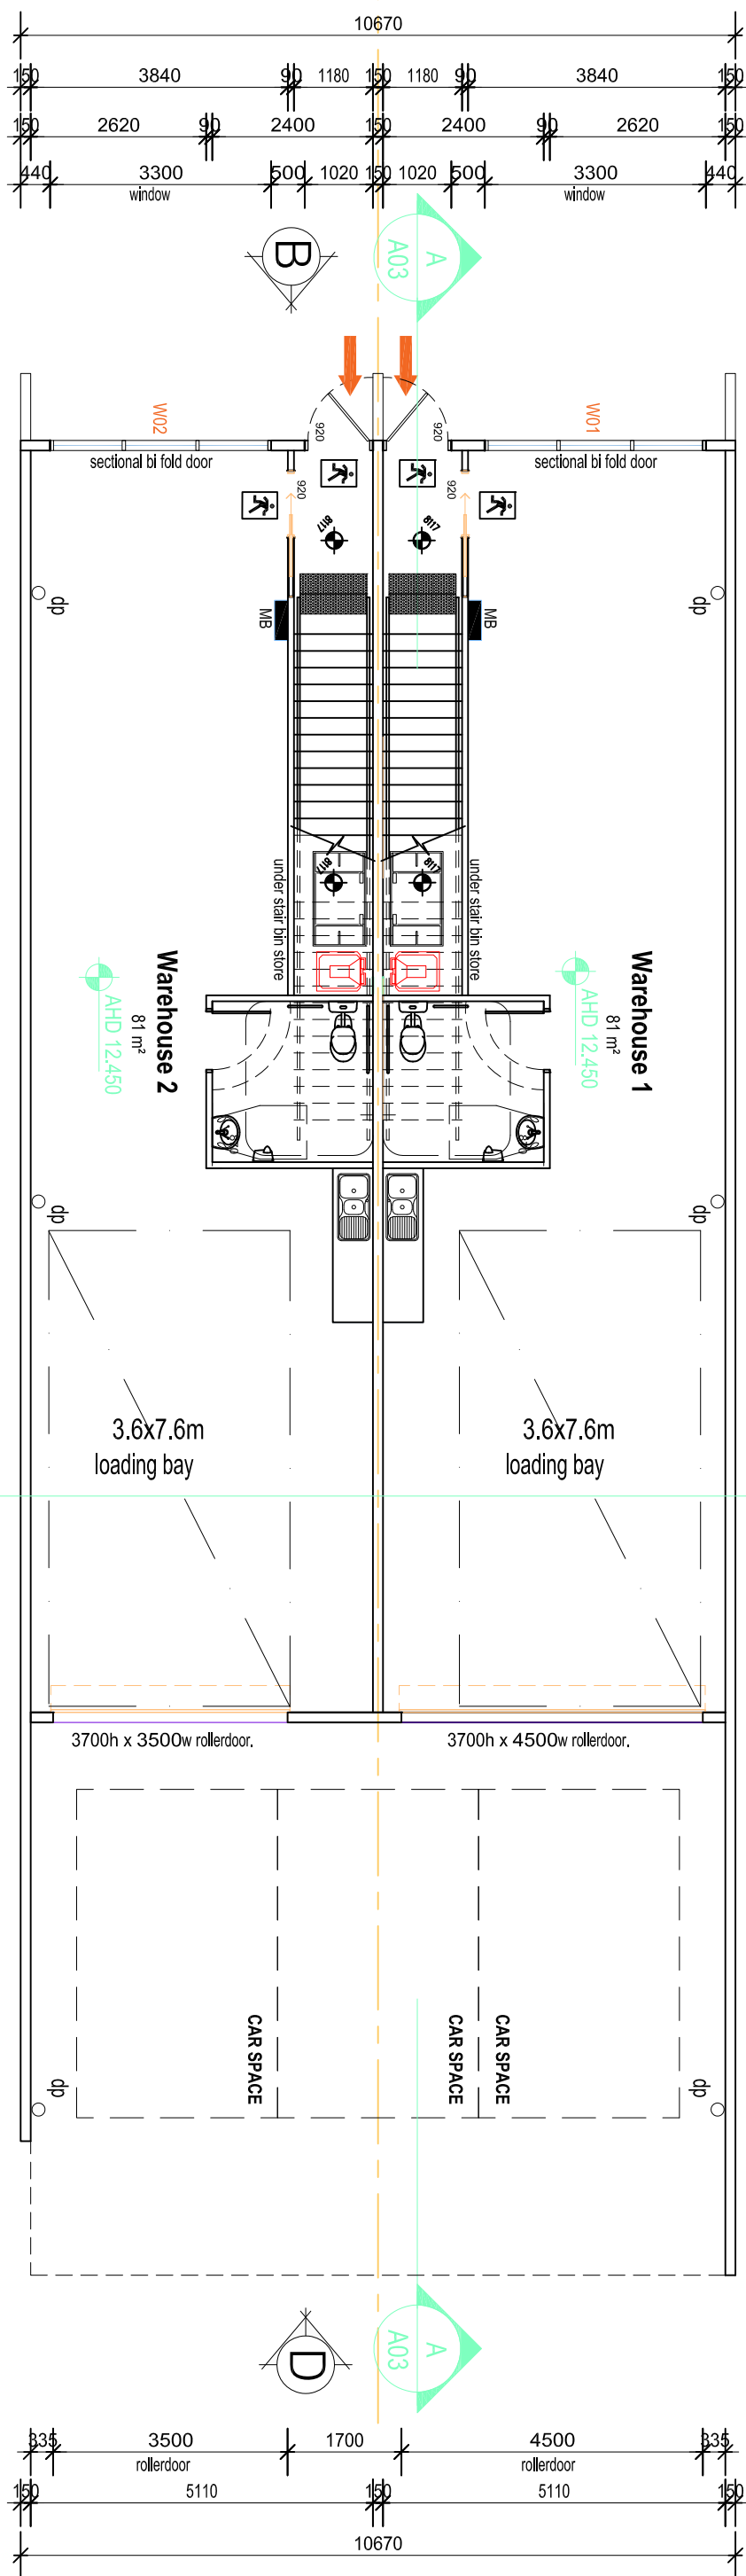 10670
150 3840 90 1180 150 1180 90 3840 150
150 2620 90 2400 150 2400 90 2620 150
440 3300 500 1020 150 1020 500 3300 440
window window
B
A
A03
W02
W01
920 920
sectional bi fold door sectional bi fold door
920 920
8117 8117
dp dp
MB MB
8117 8117
under stair bin store under stair bin store
Warehouse 2
81 m²
AHD 12.450
Warehouse 1
81 m²
AHD 12.450
dp dp
3.6x7.6m
loading bay
3.6x7.6m
loading bay
3700h x 3500w rollerdoor.
3700h x 4500w rollerdoor.
CAR SPACE
CAR SPACE
CAR SPACE
dp dp
D
A
A03
335 3500 1700 4500 335
rollerdoor rollerdoor
150 5110 150 5110 150
10670